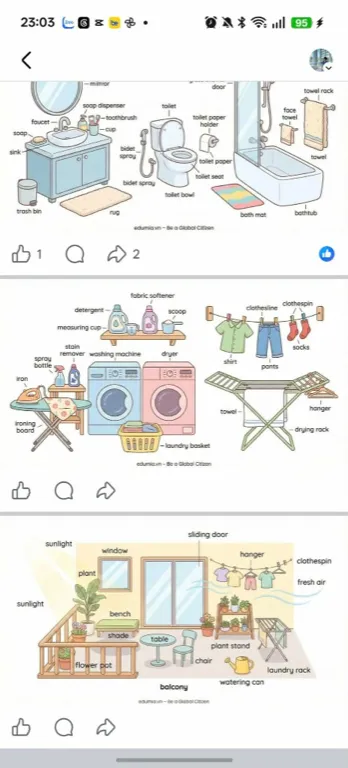 23:03
95
mirror
door
towel rack
soap dispenser
toilet
faucet
toothbrush
toilet paper holder
face towel
soap
cup
sink
bidet spray
toilet paper
towel
toilet seat
bidet spray
toilet bowl
trash bin
rug
bath mat
bathtub
edumia.vn – Be a Global Citizen
1
2
fabric softener
detergent
scoop
clothesline
clothespin
measuring cup
stain remover
washing machine
dryer
spray bottle
shirt
pants
socks
iron
hanger
towel
ironing board
drying rack
laundry basket
edumia.vn – Be a Global Citizen
sliding door
sunlight
window
hanger
clothespin
plant
fresh air
sunlight
bench
shade
table
plant stand
flower pot
chair
laundry rack
watering can
balcony
edumia.vn – Be a Global Citizen